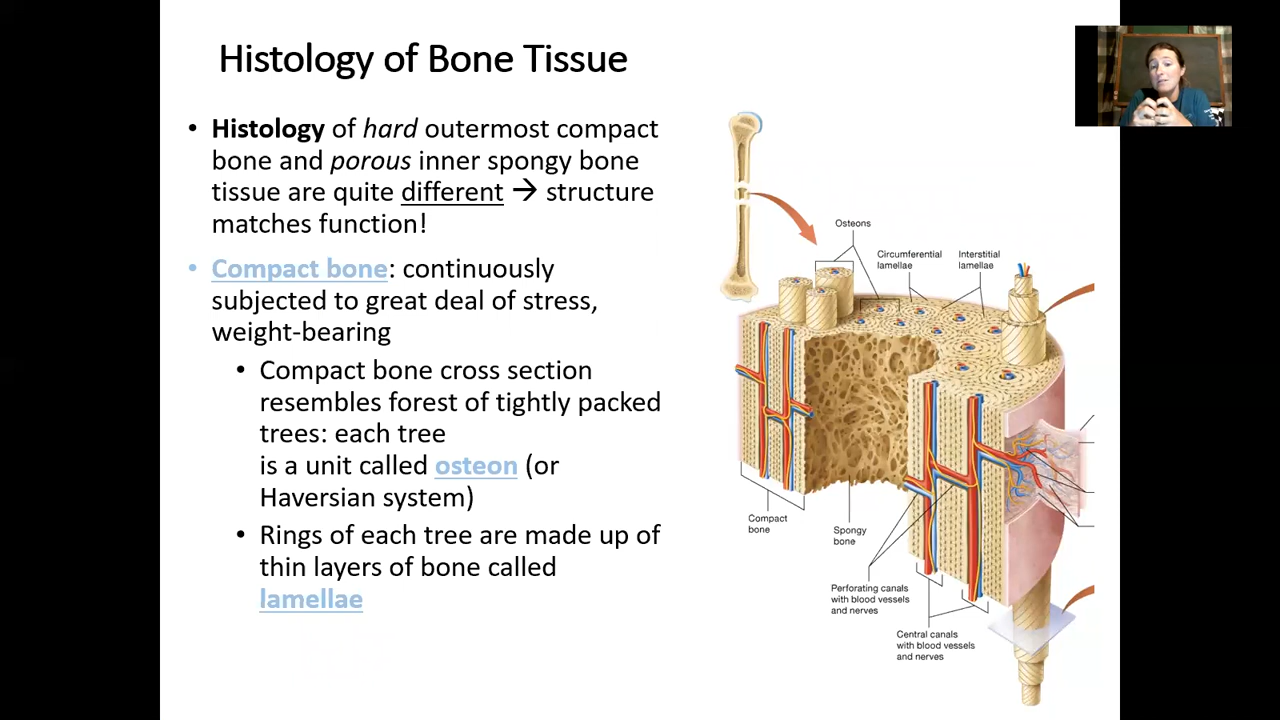 Histology of Bone Tissue
• Histology of hard outermost compact
bone and porous inner spongy bone
tissue are quite different → structure
matches function!
• Compact bone: continuously
subjected to great deal of stress,
weight-bearing
• Compact bone cross section
resembles forest of tightly packed
trees: each tree
is a unit called osteon (or
Haversian system)
• Rings of each tree are made up of
thin layers of bone called
lamellae
Osteons
Circumferential
lamellae
Interstitial
lamellae
Compact
bone
Spongy
bone
Perforating canals
with blood vessels
and nerves
Central canals
with blood vessels
and nerves